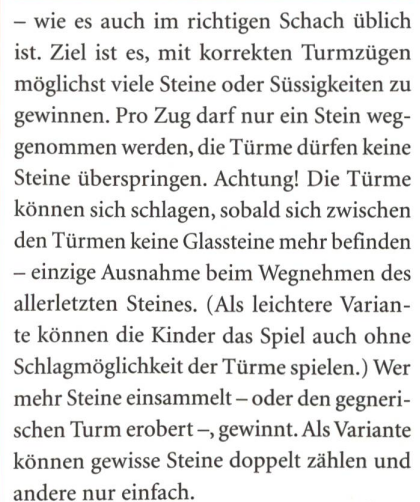 – wie es auch im richtigen Schach üblich
ist. Ziel ist es, mit korrekten Turmzügen
möglichst viele Steine oder Süssigkeiten zu
gewinnen. Pro Zug darf nur ein Stein weg-
genommen werden, die Türme dürfen keine
Steine überspringen. Achtung! Die Türme
können sich schlagen, sobald sich zwischen
den Türmen keine Glassteine mehr befinden
– einzige Ausnahme beim Wegnehmen des
allerletzten Steines. (Als leichtere Varian-
te können die Kinder das Spiel auch ohne
Schlagmöglichkeit der Türme spielen.) Wer
mehr Steine einsammelt – oder den gegneri-
schen Turm erobert –, gewinnt. Als Variante
können gewisse Steine doppelt zählen und
andere nur einfach.